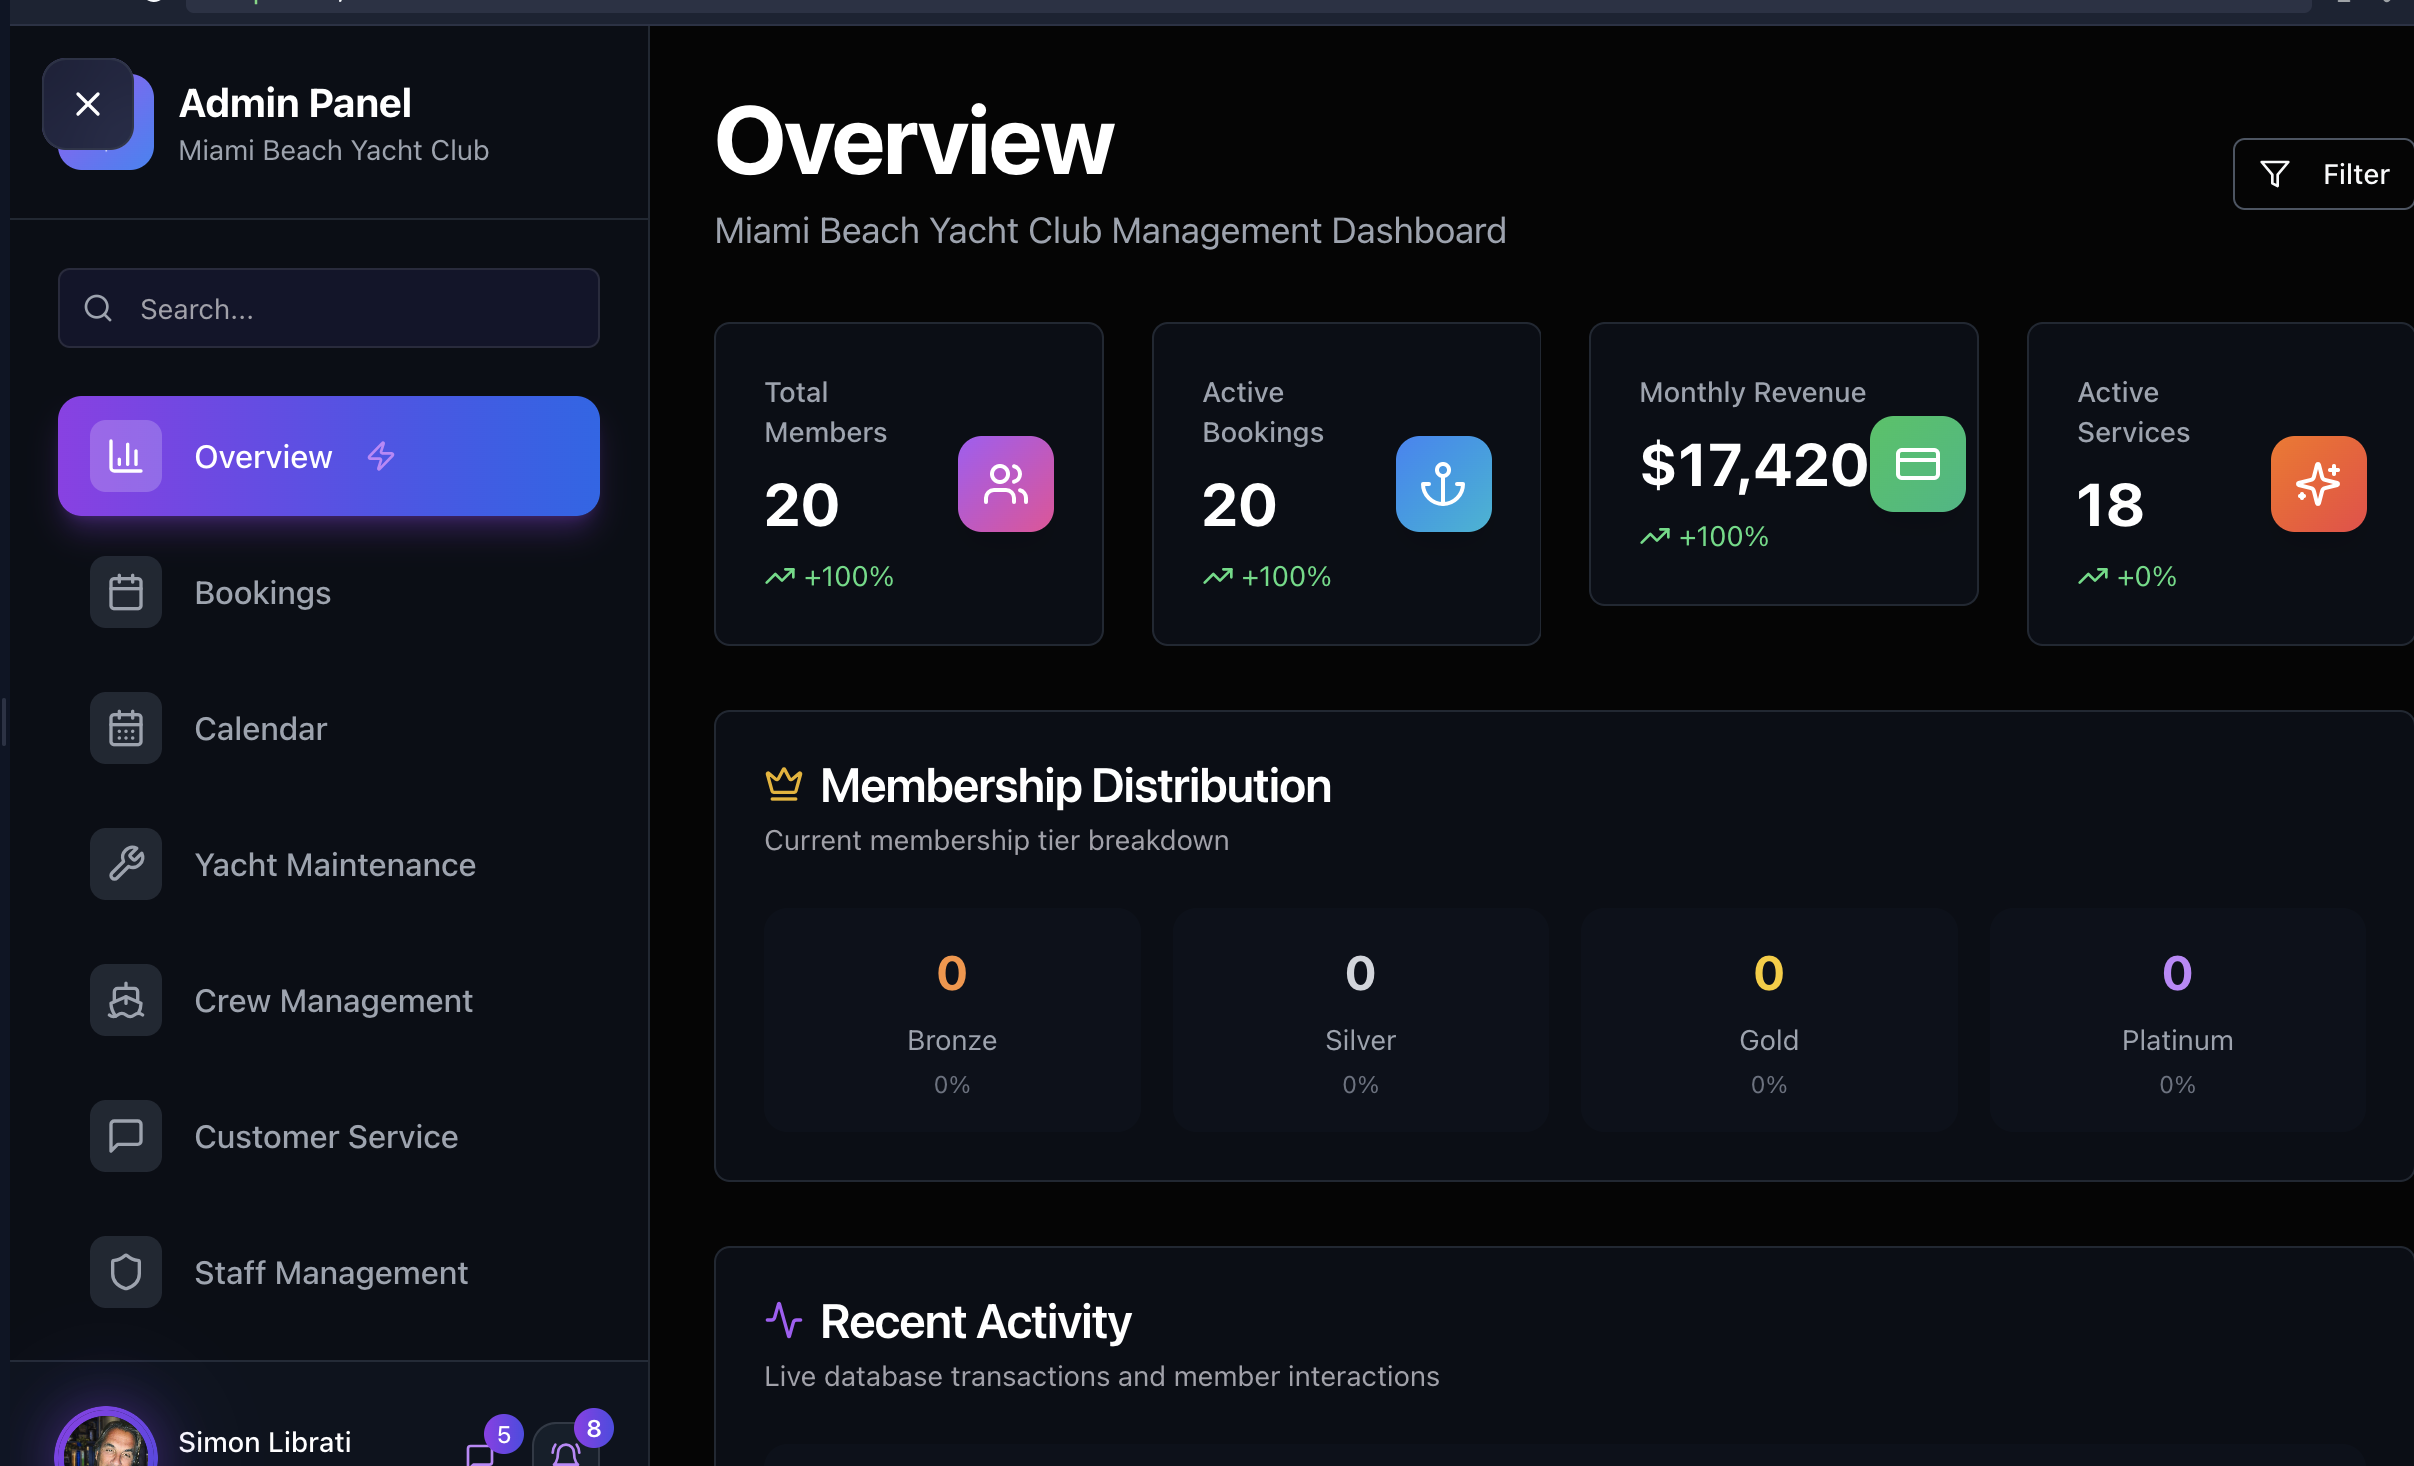 Admin Panel
Miami Beach Yacht Club
Search...
Overview
Bookings
Calendar
Yacht Maintenance
Crew Management
Customer Service
Staff Management
Simon Librati
5
8
Overview
Miami Beach Yacht Club Management Dashboard
Filter
Total
Members
20
+100%
Active
Bookings
20
+100%
Monthly Revenue
$17,420
+100%
Active
Services
18
+0%
Membership Distribution
Current membership tier breakdown
0
Bronze
0%
0
Silver
0%
0
Gold
0%
0
Platinum
0%
Recent Activity
Live database transactions and member interactions